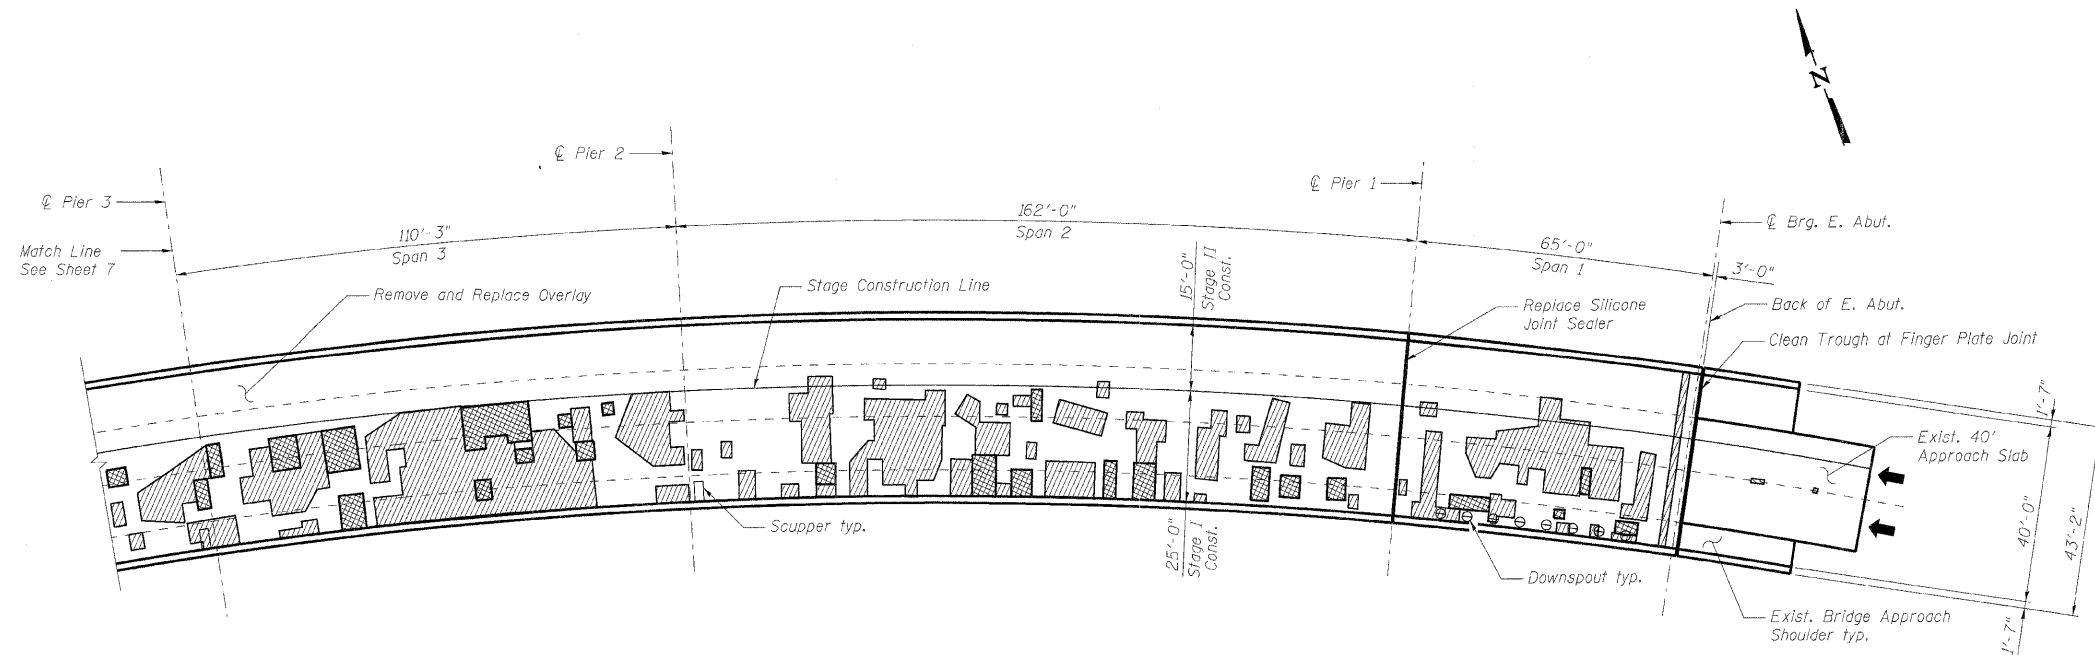 N
℄ Pier 3
℄ Pier 2
℄ Pier 1
℄ Brg. E. Abut.
Match Line
See Sheet 7
110'-3"
Span 3
162'-0"
Span 2
65'-0"
Span 1
3'-0"
15'-0"
Stage II
Const.
Remove and Replace Overlay
Stage Construction Line
Replace Silicone
Joint Sealer
Back of E. Abut.
Clean Trough at Finger Plate Joint
1'-7"
Exist. 40'
Approach Slab
40'-0"
43'-2"
Scupper typ.
25'-0"
Stage I
Const.
Downspout typ.
Exist. Bridge Approach
Shoulder typ.
1'-7"